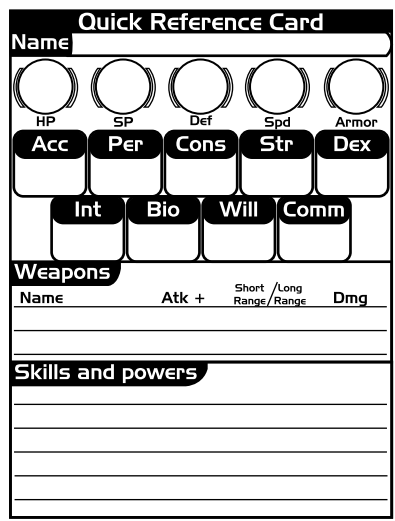 Quick Reference Card
Name
HP SP Def Spd Armor
Acc Per Cons Str Dex
Int Bio Will Comm
Weapons
Name Atk + Short Range/Long Range Dmg
Skills and powers